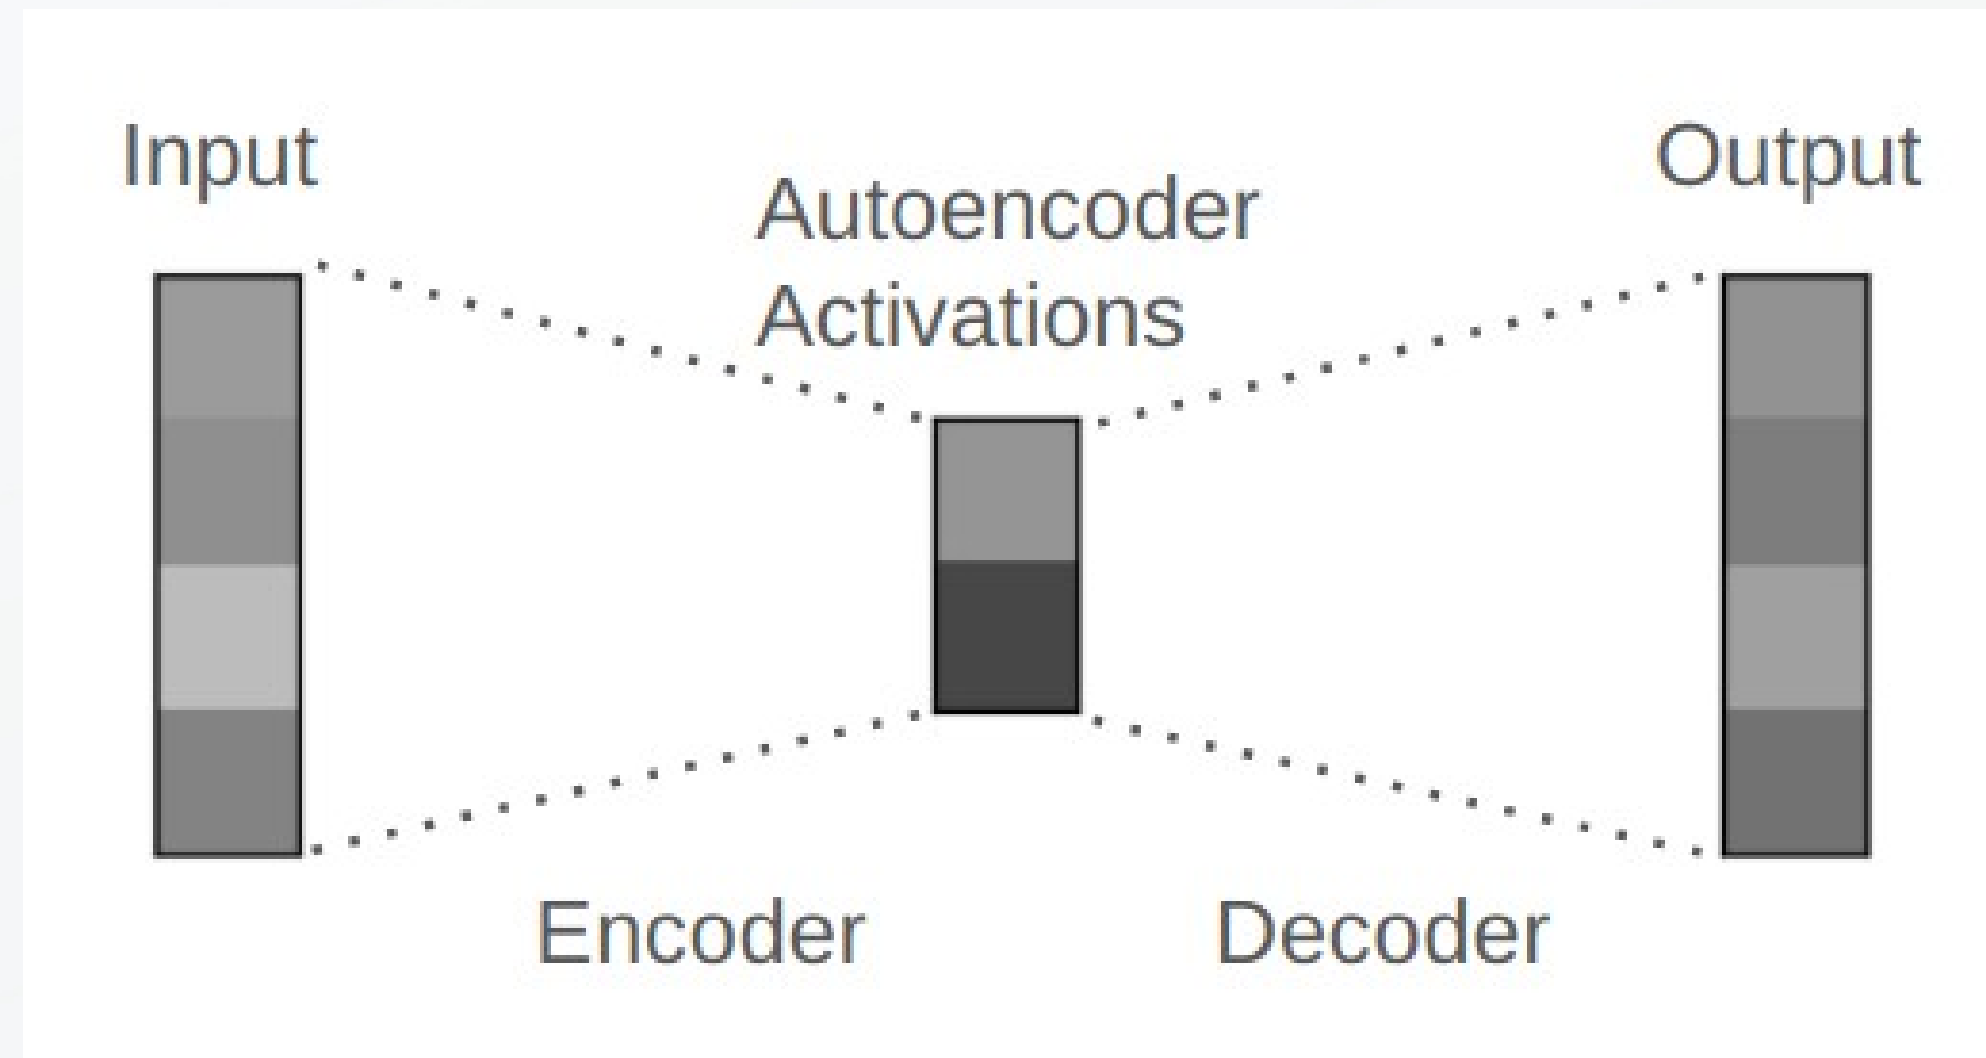 Input
Autoencoder
Activations
Output
Encoder
Decoder